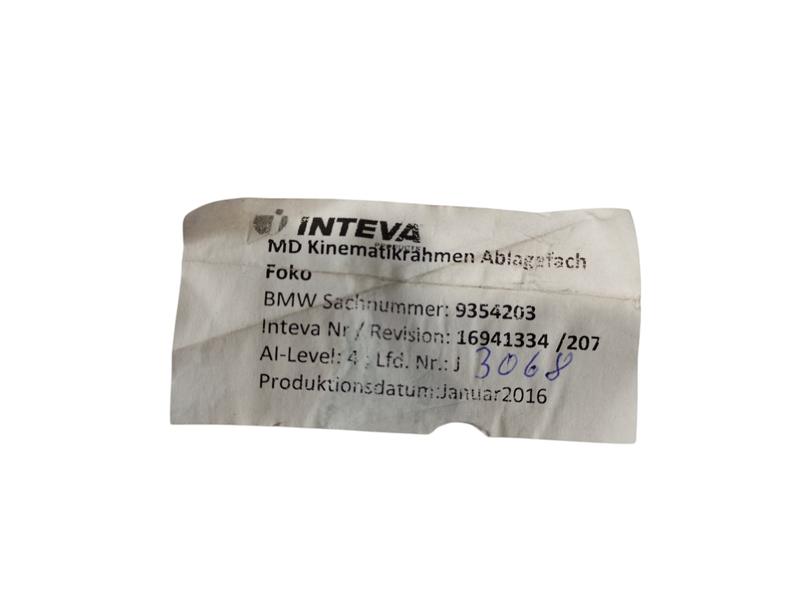 INTEVA
PRODUCTS
MD Kinematikrahmen Ablagefach
Foko
BMW Sachnummer: 9354203
Inteva Nr / Revision: 16941334 /207
AI-Level: 4 ; Lfd. Nr.: J 3068
Produktionsdatum:Januar2016